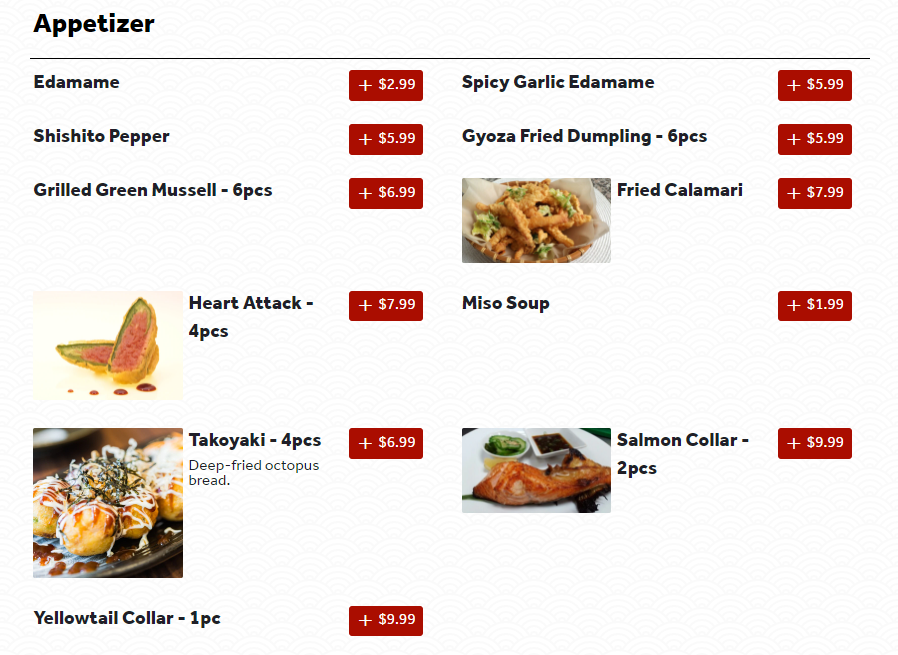 Appetizer
Edamame
+ $2.99
Spicy Garlic Edamame
+ $5.99
Shishito Pepper
+ $5.99
Gyoza Fried Dumpling - 6pcs
+ $5.99
Grilled Green Mussell - 6pcs
+ $6.99
Fried Calamari
+ $7.99
Heart Attack -
4pcs
+ $7.99
Miso Soup
+ $1.99
Takoyaki - 4pcs
+ $6.99
Deep-fried octopus
bread.
Salmon Collar -
2pcs
+ $9.99
Yellowtail Collar - 1pc
+ $9.99